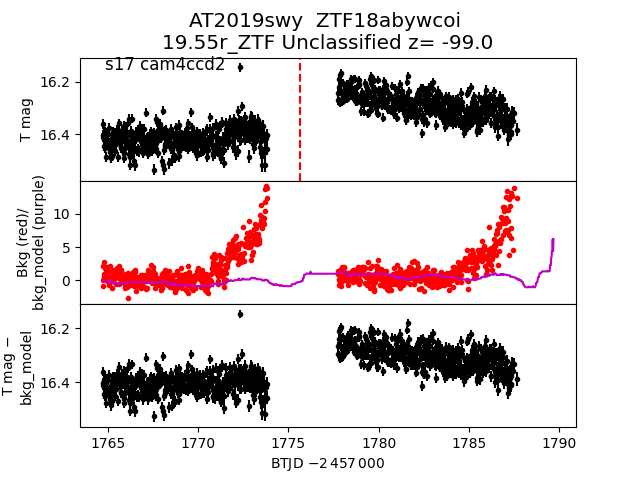 AT2019swy  ZTF18abywcoi
19.55r_ZTF Unclassified z= -99.0
s17 cam4ccd2
T mag
16.2
16.4
Bkg (red)/
bkg_model (purple)
10
5
0
T mag −
bkg_model
16.2
16.4
1765 1770 1775 1780 1785 1790
BTJD −2 457 000